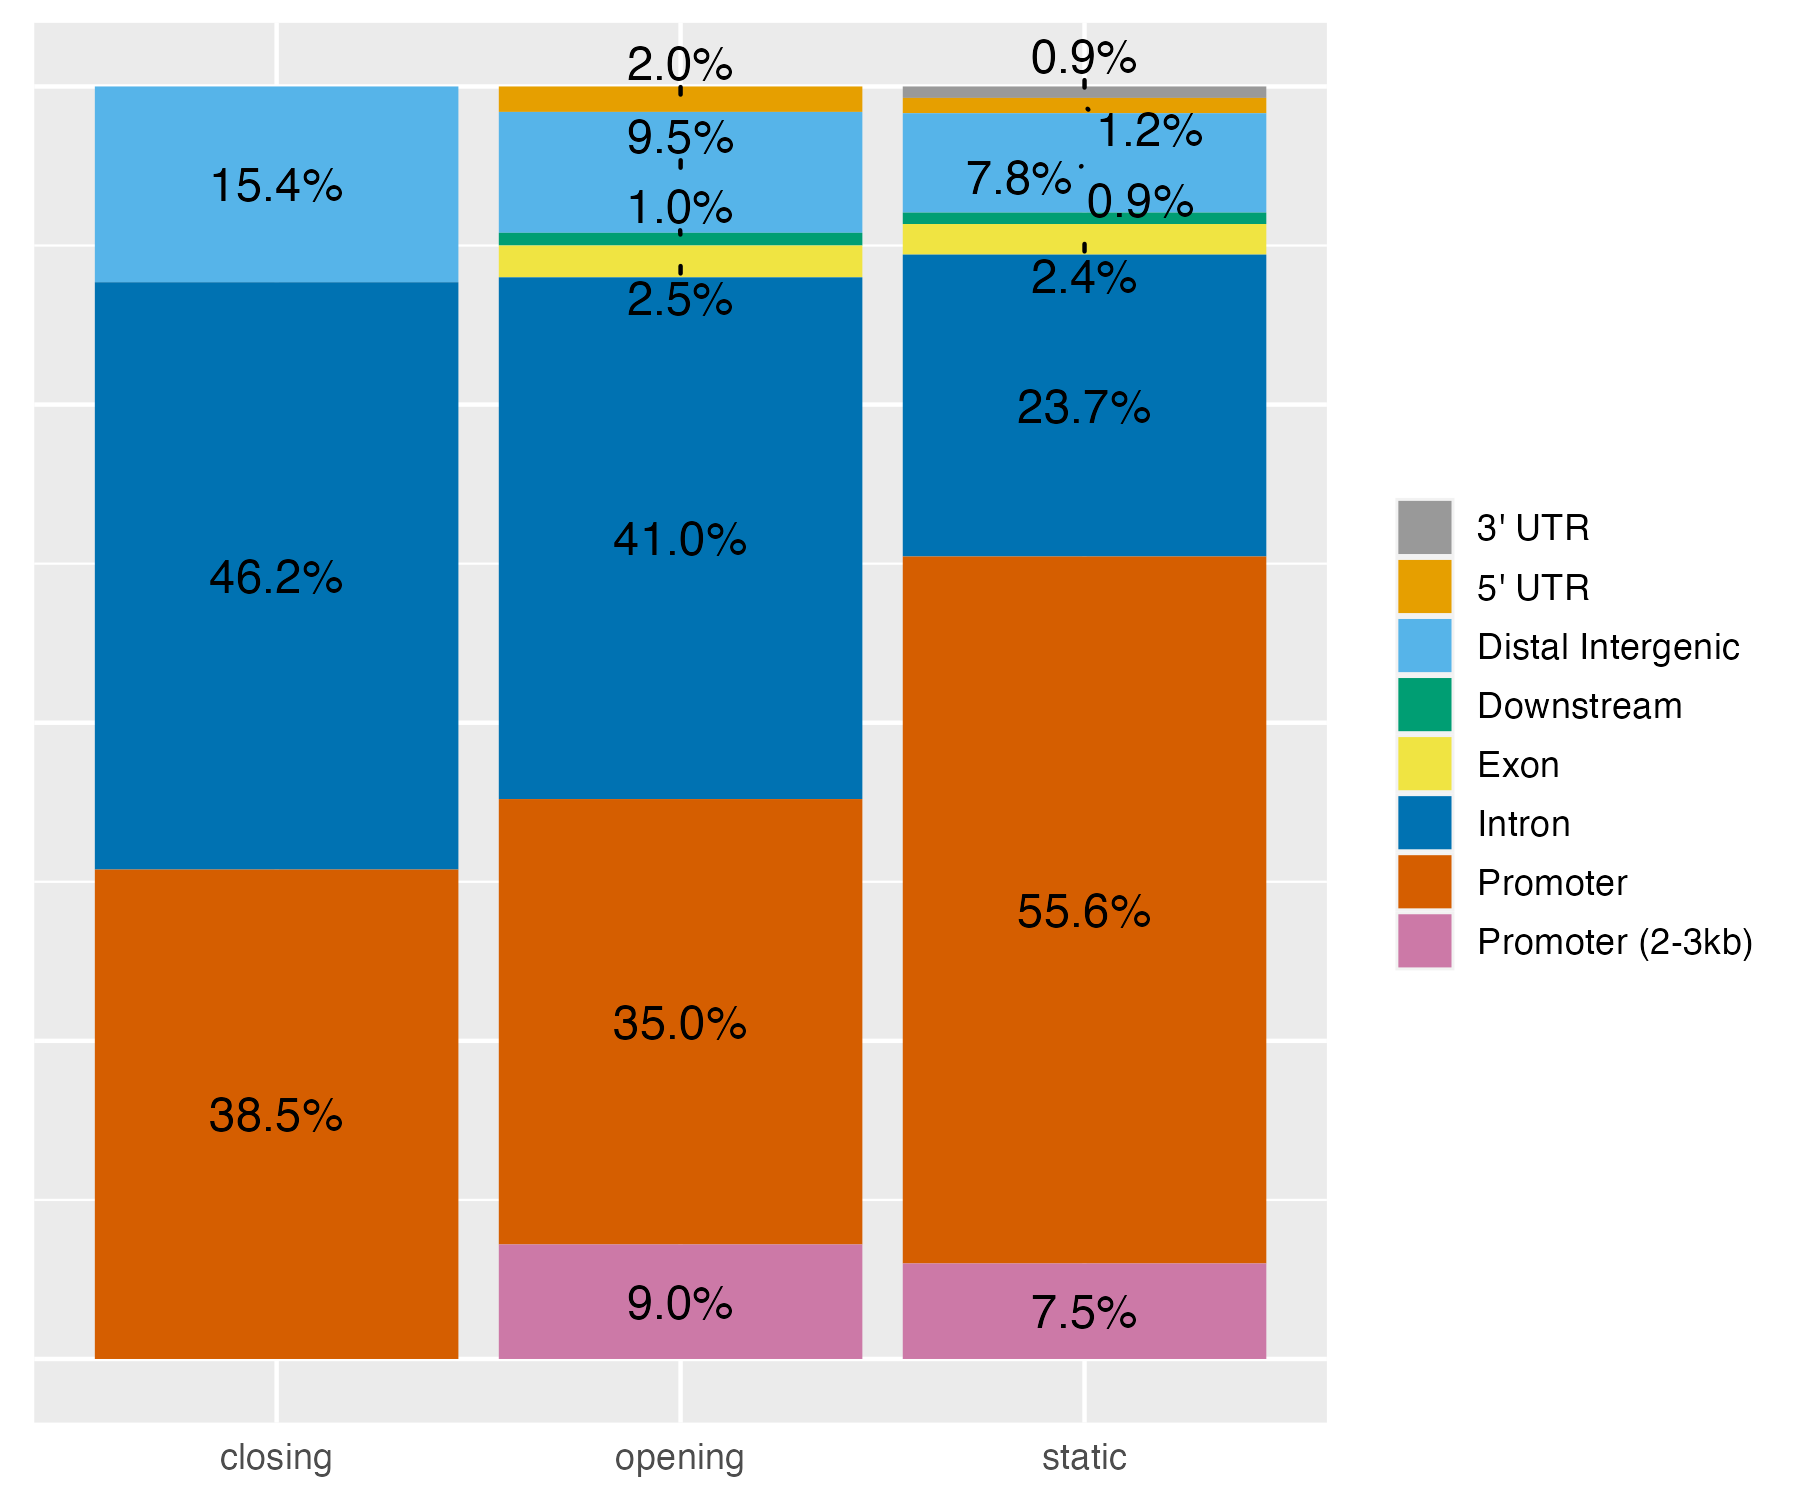 2.0%
0.9%
9.5%
1.2%
15.4%
7.8%
1.0%
0.9%
2.5%
2.4%
23.7%
46.2%
41.0%
55.6%
38.5%
35.0%
9.0%
7.5%
closing
opening
static
3' UTR
5' UTR
Distal Intergenic
Downstream
Exon
Intron
Promoter
Promoter (2-3kb)